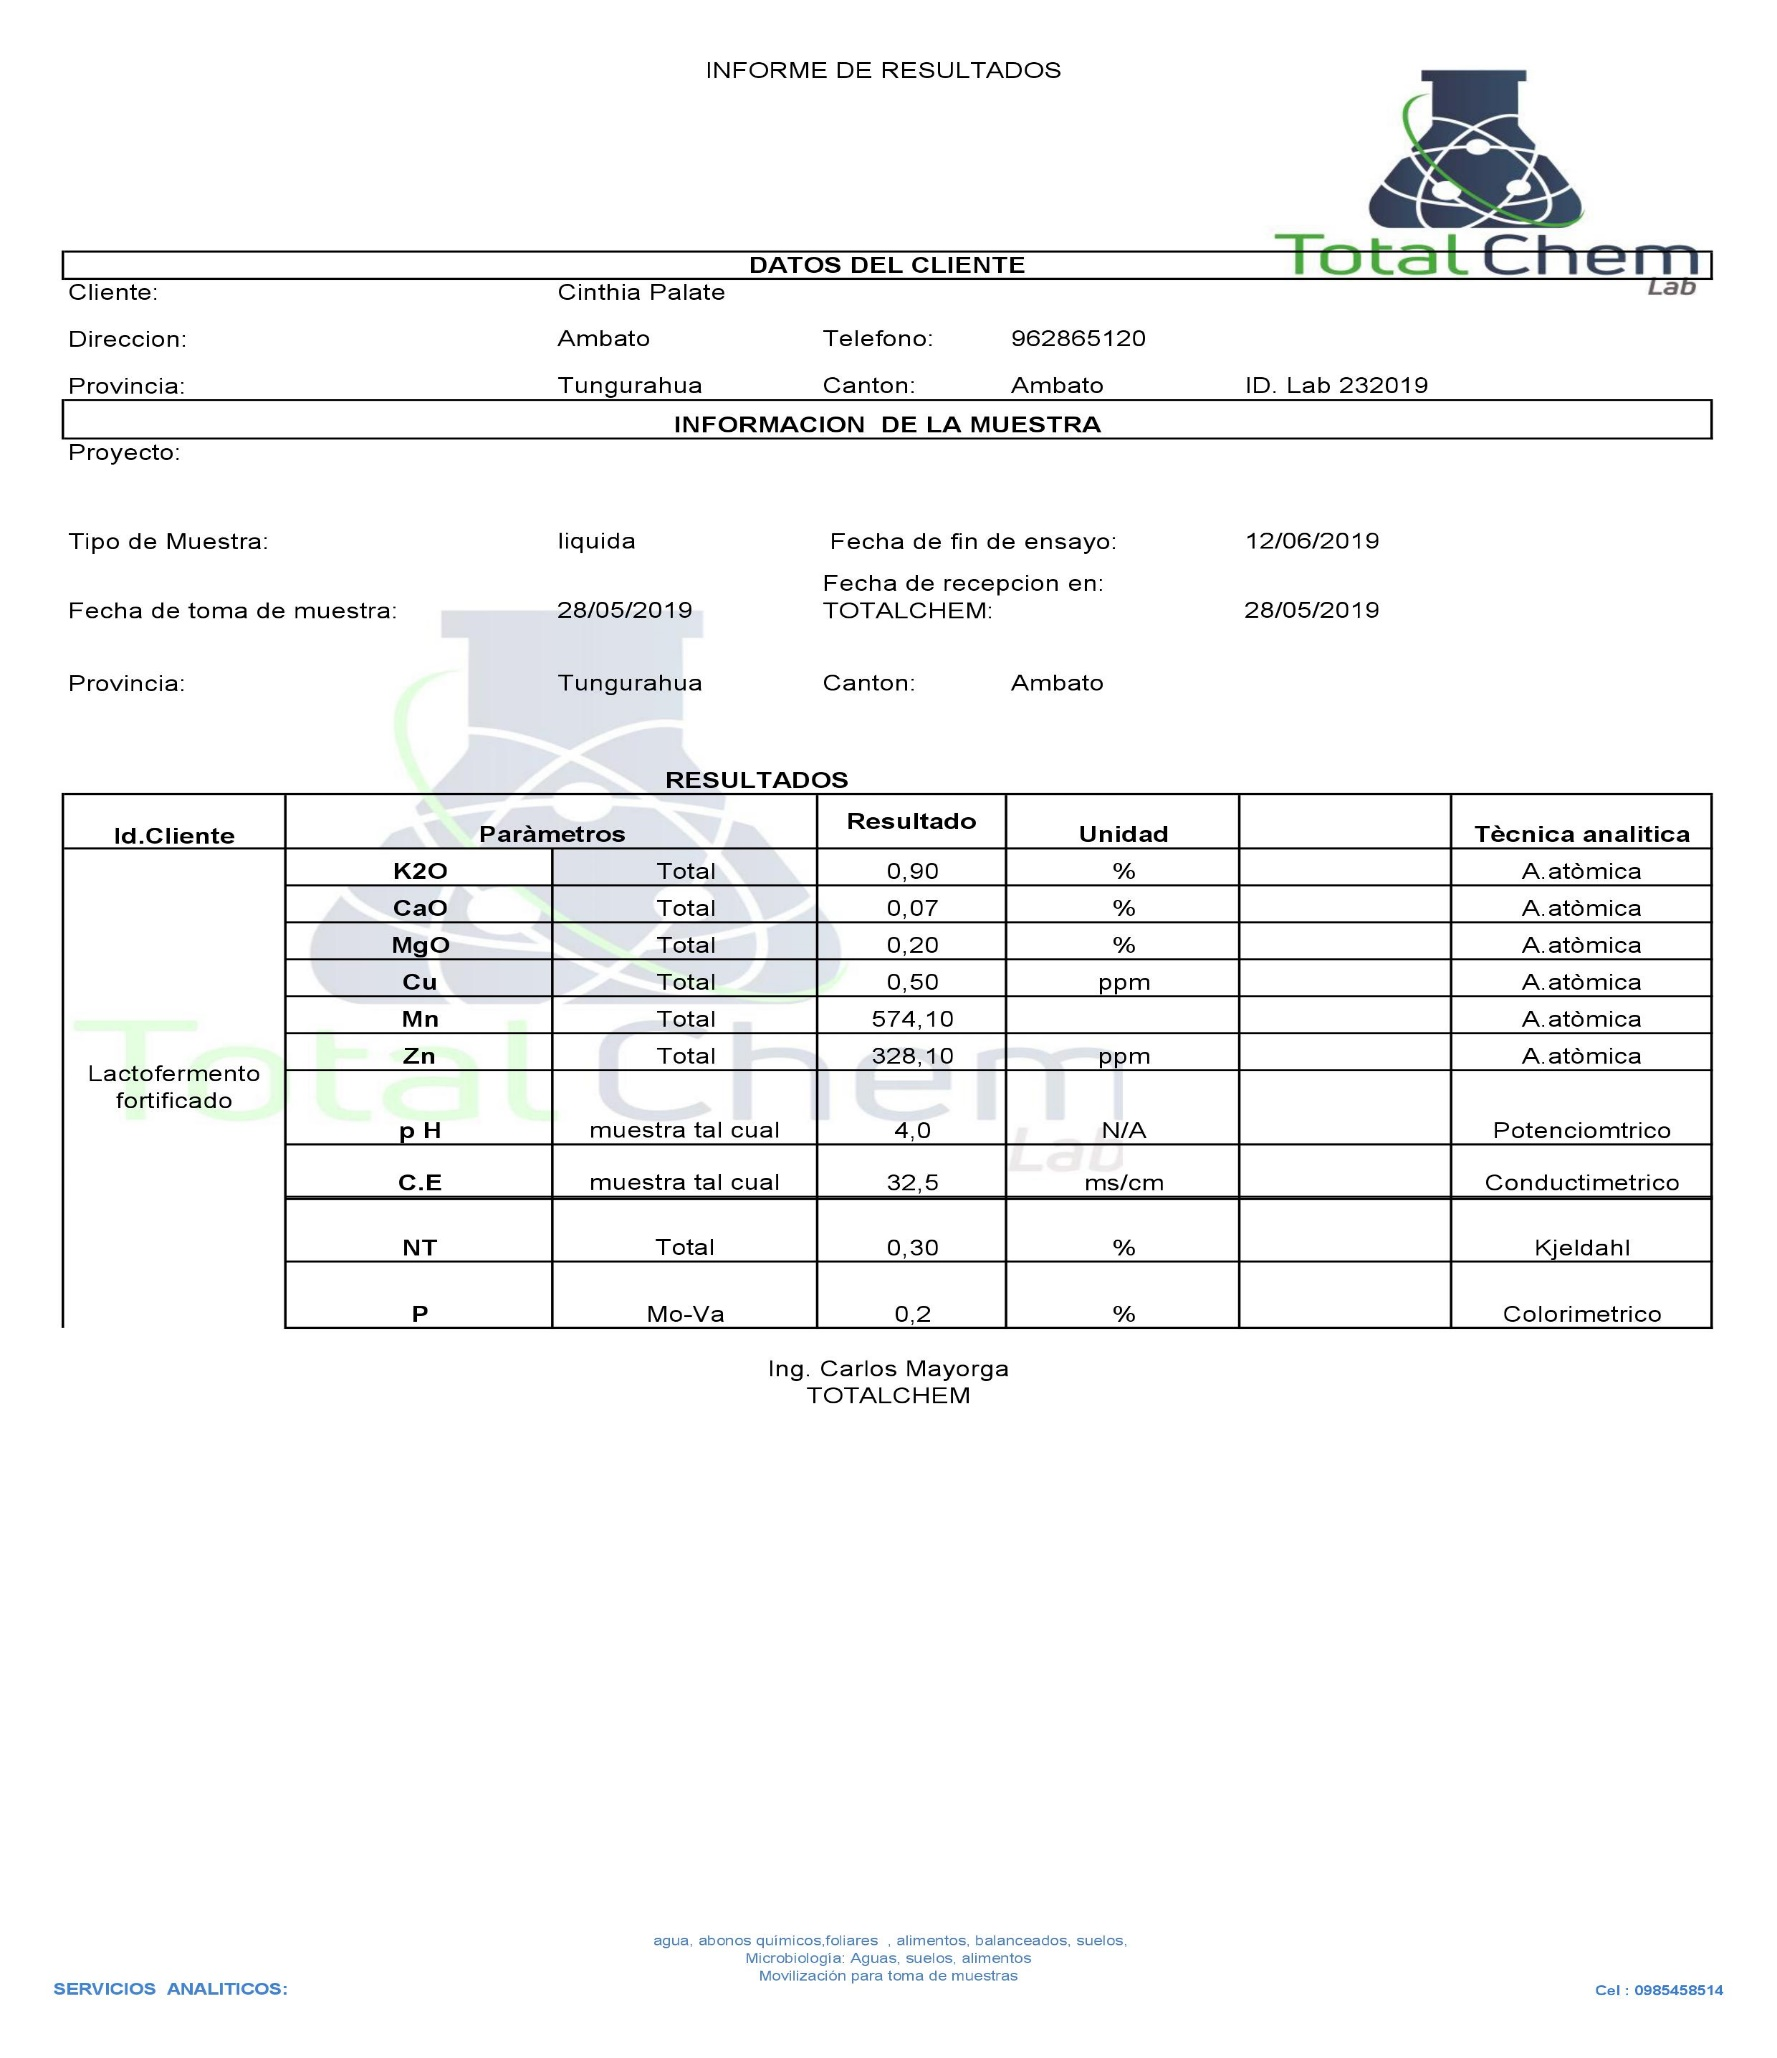 INFORME DE RESULTADOS
Total Chem
Lab
DATOS DEL CLIENTE
Cliente: Cinthia Palate
Direccion: Ambato Telefono: 962865120
Provincia: Tungurahua Canton: Ambato ID. Lab 232019
INFORMACION DE LA MUESTRA
Proyecto:
Tipo de Muestra: liquida Fecha de fin de ensayo: 12/06/2019
Fecha de recepcion en:
Fecha de toma de muestra: 28/05/2019 TOTALCHEM: 28/05/2019
Provincia: Tungurahua Canton: Ambato
RESULTADOS
Id.Cliente Paràmetros Resultado Unidad Tècnica analitica
K2O Total 0,90 % A.atòmica
CaO Total 0,07 % A.atòmica
MgO Total 0,20 % A.atòmica
Cu Total 0,50 ppm A.atòmica
Mn Total 574,10 A.atòmica
Zn Total 328,10 ppm A.atòmica
Total Chem
Lab
Lactofermento
fortificado
p H muestra tal cual 4,0 N/A Potenciomtrico
C.E muestra tal cual 32,5 ms/cm Conductimetrico
NT Total 0,30 % Kjeldahl
P Mo-Va 0,2 % Colorimetrico
Ing. Carlos Mayorga
TOTALCHEM
agua, abonos químicos,foliares , alimentos, balanceados, suelos,
Microbiología: Aguas, suelos, alimentos
Movilización para toma de muestras
SERVICIOS ANALITICOS: Cel : 0985458514